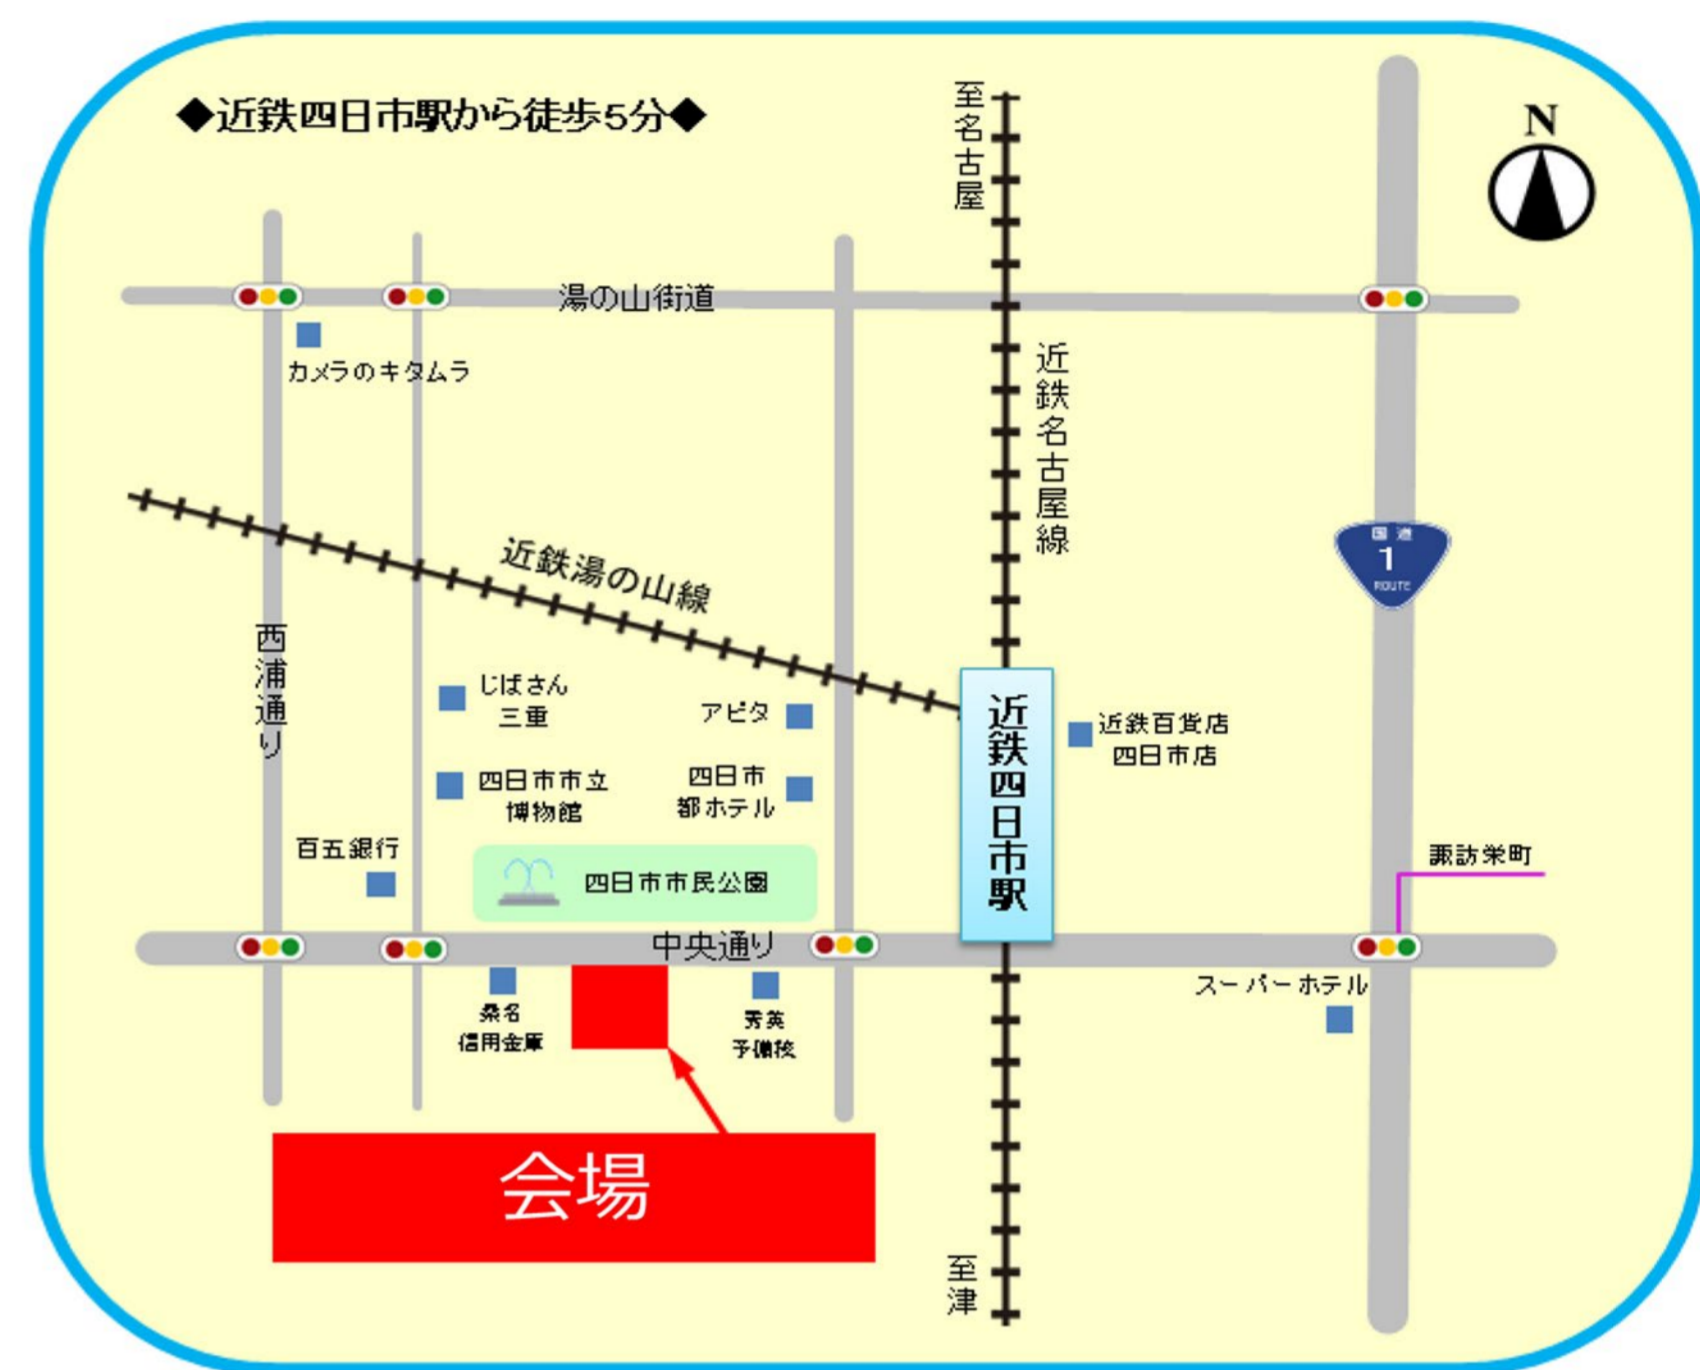 ◆近鉄四日市駅から徒歩5分◆
至名古屋
N
湯の山街道
カメラのキタムラ
近鉄名古屋線
国道
1
ROUTE
近鉄湯の山線
西浦通り
じばさん
三重
アピタ
近鉄四日市駅
近鉄百貨店
四日市店
四日市市立
博物館
四日市
都ホテル
百五銀行
四日市市民公園
諏訪栄町
中央通り
スーパーホテル
桑名
信用金庫
秀英
予備校
会場
至津